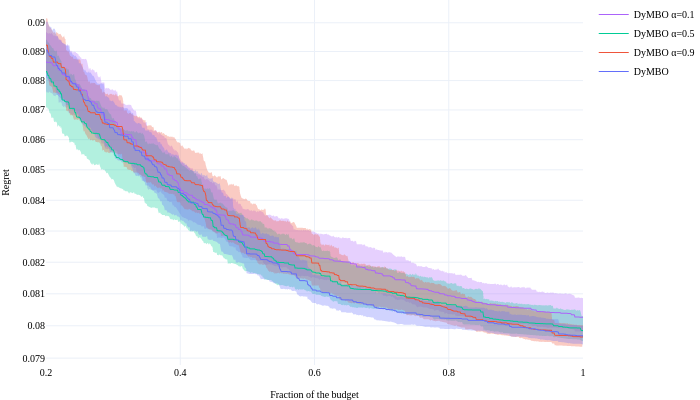 DyMBO α=0.1
DyMBO α=0.5
DyMBO α=0.9
DyMBO
0.09
0.089
0.088
0.087
0.086
0.085
0.084
0.083
0.082
0.081
0.08
0.079
Regret
0.2
0.4
0.6
0.8
1
Fraction of the budget